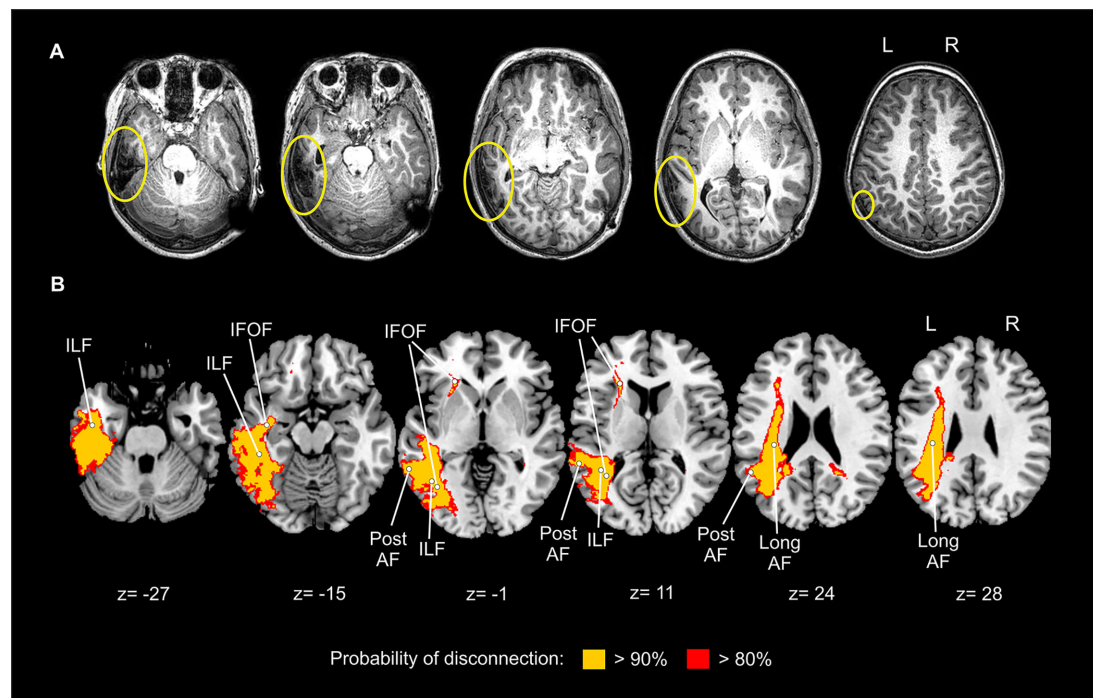 A
L R
B
ILF
IFOF
ILF
IFOF
L R
Post
AF
ILF
Post
AF
ILF
Post
AF
Long
AF
Long
AF
z= -27 z= -15 z= -1 z= 11 z= 24 z= 28
Probability of disconnection: > 90% > 80%